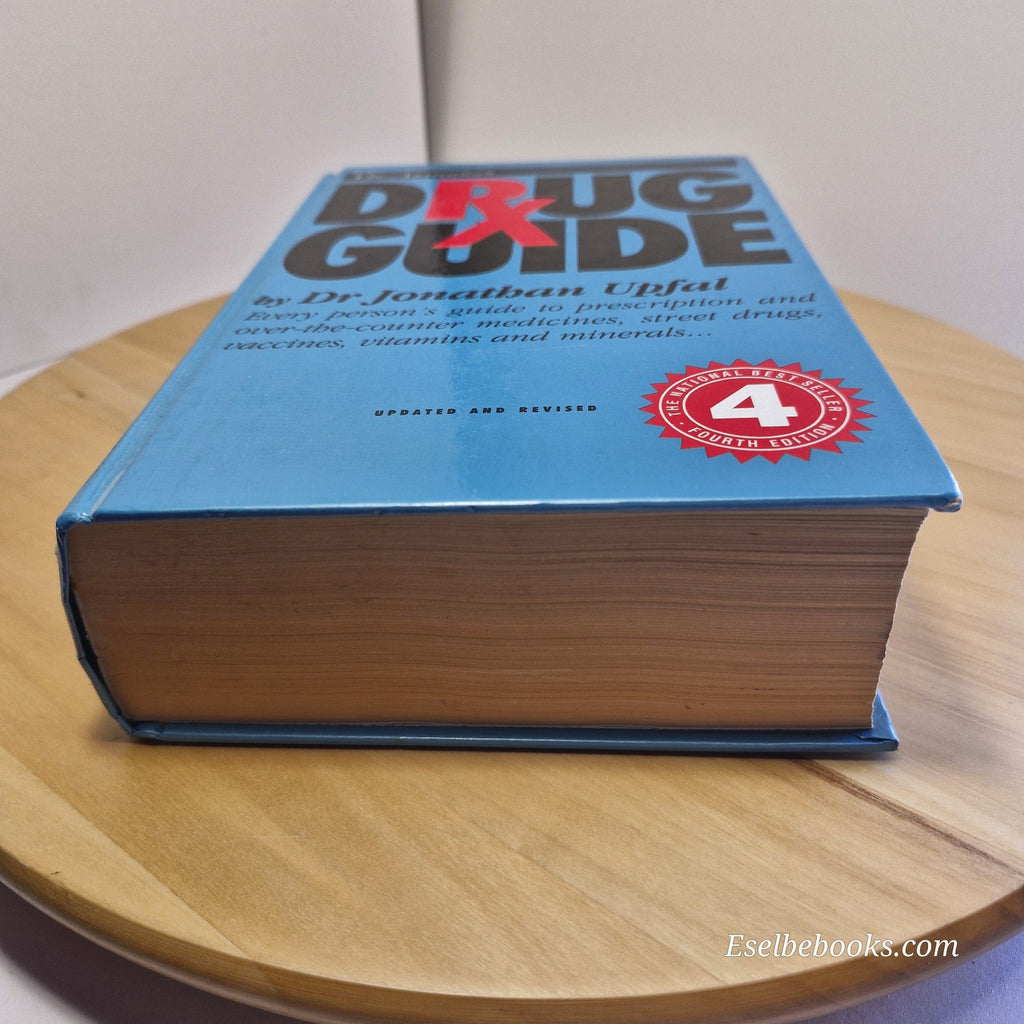 DRUG
GUIDE
by Dr Jonathan Upfal
Every person's guide to prescription and
over-the-counter medicines, street drugs,
vaccines, vitamins and minerals...
UPDATED AND REVISED
THE NATIONAL BEST SELLER
4
• FOURTH EDITION •
Eselbebooks.com